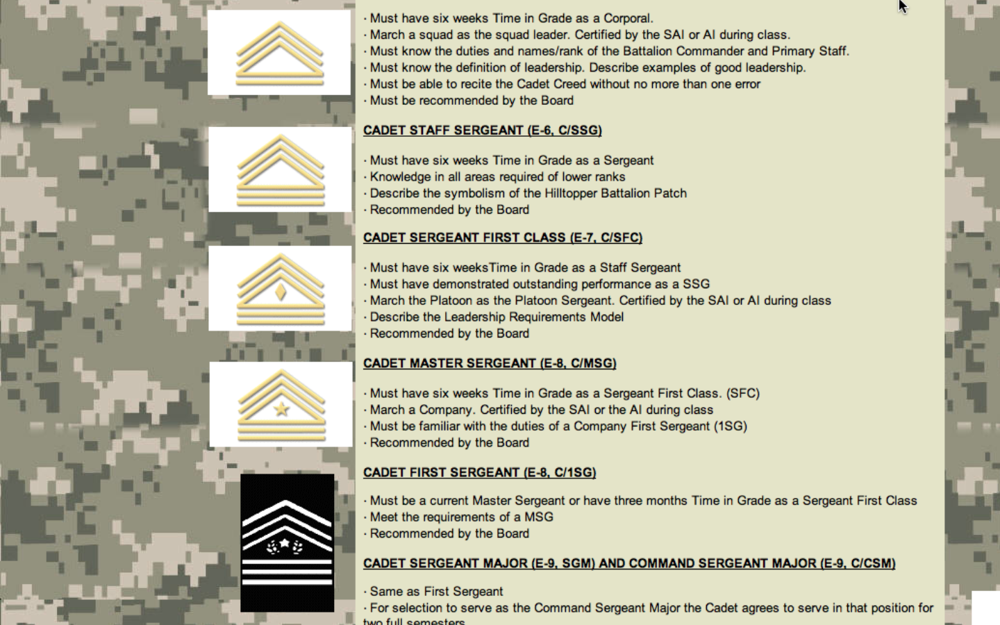 · Must have six weeks Time in Grade as a Corporal.
· March a squad as the squad leader. Certified by the SAI or AI during class.
· Must know the duties and names/rank of the Battalion Commander and Primary Staff.
· Must know the definition of leadership. Describe examples of good leadership.
· Must be able to recite the Cadet Creed without no more than one error
· Must be recommended by the Board
CADET STAFF SERGEANT (E-6, C/SSG)
· Must have six weeks Time in Grade as a Sergeant
· Knowledge in all areas required of lower ranks
· Describe the symbolism of the Hilltopper Battalion Patch
· Recommended by the Board
CADET SERGEANT FIRST CLASS (E-7, C/SFC)
· Must have six weeksTime in Grade as a Staff Sergeant
· Must have demonstrated outstanding performance as a SSG
· March the Platoon as the Platoon Sergeant. Certified by the SAI or AI during class
· Describe the Leadership Requirements Model
· Recommended by the Board
CADET MASTER SERGEANT (E-8, C/MSG)
· Must have six weeks Time in Grade as a Sergeant First Class. (SFC)
· March a Company. Certified by the SAI or the AI during class
· Must be familiar with the duties of a Company First Sergeant (1SG)
· Recommended by the Board
CADET FIRST SERGEANT (E-8, C/1SG)
· Must be a current Master Sergeant or have three months Time in Grade as a Sergeant First Class
· Meet the requirements of a MSG
· Recommended by the Board
CADET SERGEANT MAJOR (E-9, SGM) AND COMMAND SERGEANT MAJOR (E-9, C/CSM)
· Same as First Sergeant
· For selection to serve as the Command Sergeant Major the Cadet agrees to serve in that position for
two full semesters